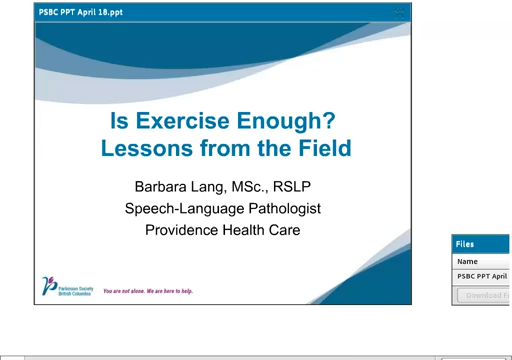 PSBC PPT April 18.ppt
Is Exercise Enough?
Lessons from the Field
Barbara Lang, MSc., RSLP
Speech-Language Pathologist
Providence Health Care
Parkinson Society
British Columbia
You are not alone. We are here to help.
Files
Name
PSBC PPT April
Download F